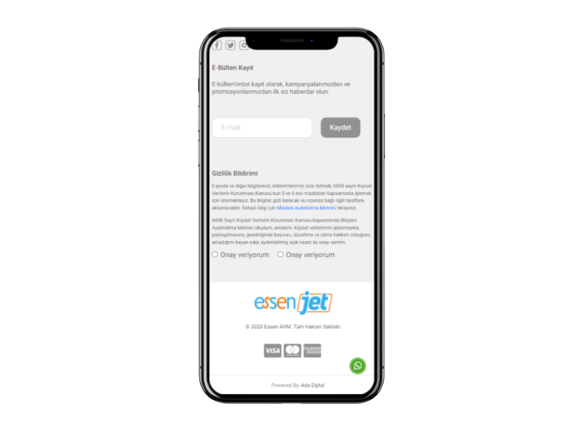 E-Bülten Kayıt
E-bülten'imize kayıt olarak, kampanyalarımızdan ve
promosyonlarımızdan ilk siz haberdar olun.
E-mail
Kaydet
Gizlilik Bildirimi
E-posta ve diğer bilgileriniz, bildirimlerimizi size iletmek, 6698 sayılı Kişisel
Verilerin Korunması Kanunu'nun 5 ve 6 ıncı maddeleri kapsamında işlemek
için istemekteyiz. Bu bilgiler gizli kalacak ve rızanıza bağlı ilgili taraflara
aktarılacaktır. Detaylı bilgi için Müşteri Aydınlatma Metnini tıklayınız.
6698 Sayılı Kişisel Verilerin Korunması Kanunu kapsamında Müşteri
Aydınlatma Metnini okudum, anladım. Kişisel verilerimin işlenmesine,
paylaşılmasına, gerektiğinde başvuru, düzeltme ve silme hakkım olduğunu
anladığımı beyan eder, aydınlatılmış açık rızam ile onay veririm.
Onay veriyorum Onay veriyorum
essen jet
© 2020 Essen AVM. Tüm Hakları Saklıdır.
VISA
Powered By Ada Dijital